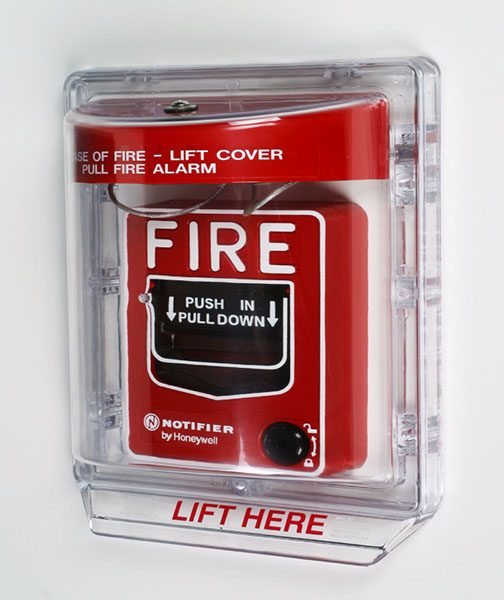 SE OF FIRE - LIFT COVER
PULL FIRE ALARM
FIRE
PUSH IN
PULL DOWN
N NOTIFIER
by Honeywell
LIFT HERE